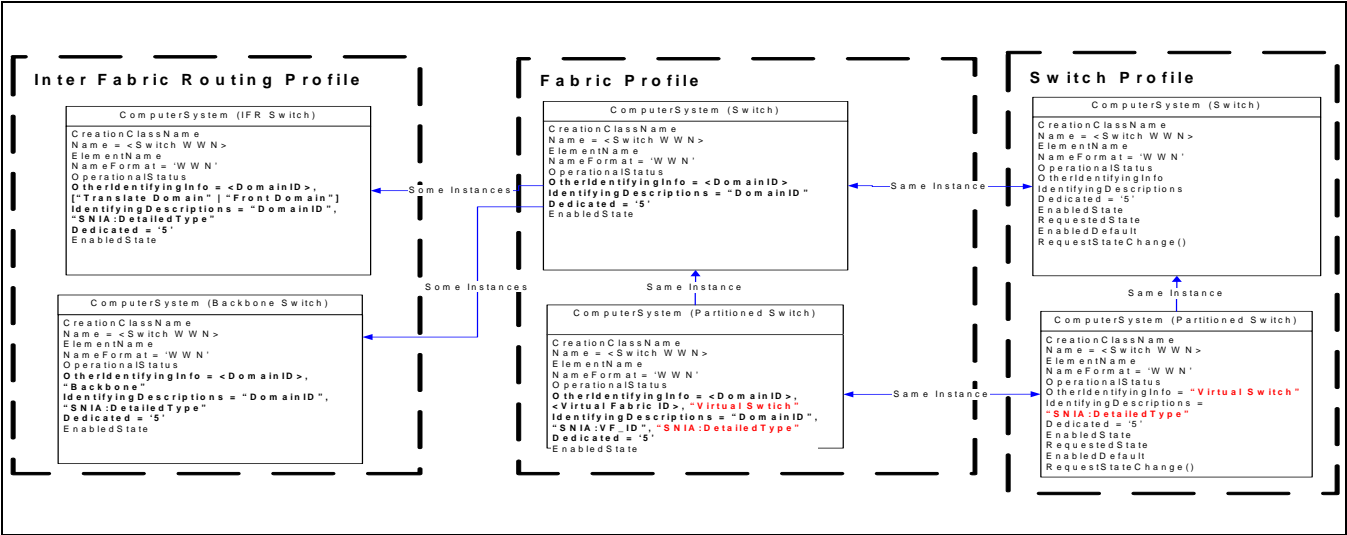 Inter Fabric Routing Profile
ComputerSystem (IFR Switch)
CreationClassName
Name = <Switch WWN>
ElementName
NameFormat = ‘WWN’
OperationalStatus
OtherIdentifyingInfo = <DomainID>,
[“Translate Domain” | “Front Domain”]
IdentifyingDescriptions = “DomainID”,
“SNIA:DetailedType”
Dedicated = ‘5’
EnabledState
ComputerSystem (Backbone Switch)
CreationClassName
Name = <Switch WWN>
ElementName
NameFormat = ‘WWN’
OperationalStatus
OtherIdentifyingInfo = <DomainID>,
“Backbone”
IdentifyingDescriptions = “DomainID”,
“SNIA:DetailedType”
Dedicated = ‘5’
EnabledState
Some Instances
Some Instances
Fabric Profile
ComputerSystem (Switch)
CreationClassName
Name = <Switch WWN>
ElementName
NameFormat = ‘WWN’
OperationalStatus
OtherIdentifyingInfo = <DomainID>
IdentifyingDescriptions = “DomainID”
Dedicated = ‘5’
EnabledState
Same Instance
ComputerSystem (Partitioned Switch)
CreationClassName
Name = <Switch WWN>
ElementName
NameFormat = ‘WWN’
OperationalStatus
OtherIdentifyingInfo = <DomainID>,
<Virtual Fabric ID>, “Virtual Swtich”
IdentifyingDescriptions = “DomainID”,
“SNIA:VF_ID”, “SNIA:DetailedType”
Dedicated = ‘5’
EnabledState
Same Instance
Same Instance
Switch Profile
ComputerSystem (Switch)
CreationClassName
Name = <Switch WWN>
ElementName
NameFormat = ‘WWN’
OperationalStatus
OtherIdentifyingInfo
IdentifyingDescriptions
Dedicated = ‘5’
EnabledState
RequestedState
EnabledDefault
RequestStateChange()
Same Instance
ComputerSystem (Partitioned Switch)
CreationClassName
Name = <Switch WWN>
ElementName
NameFormat = ‘WWN’
OperationalStatus
OtherIdentifyingInfo = “Virtual Switch”
IdentifyingDescriptions =
“SNIA:DetailedType”
Dedicated = ‘5’
EnabledState
RequestedState
EnabledDefault
RequestStateChange()